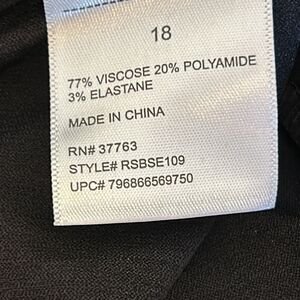 18
77% VISCOSE 20% POLYAMIDE
3% ELASTANE
MADE IN CHINA
RN# 37763
STYLE# RSBSE109
UPC# 796866569750